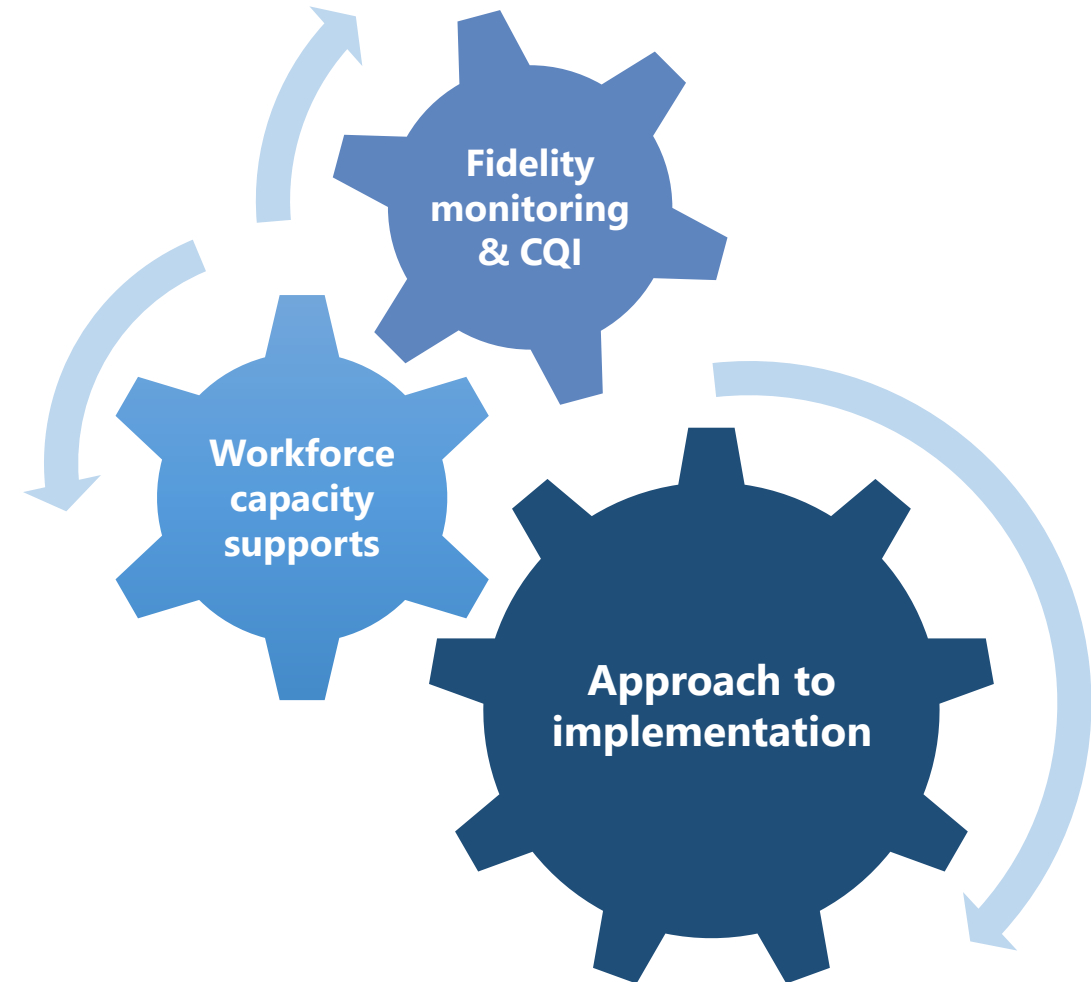 Fidelity
monitoring
& CQI
Workforce
capacity
supports
Approach to
implementation